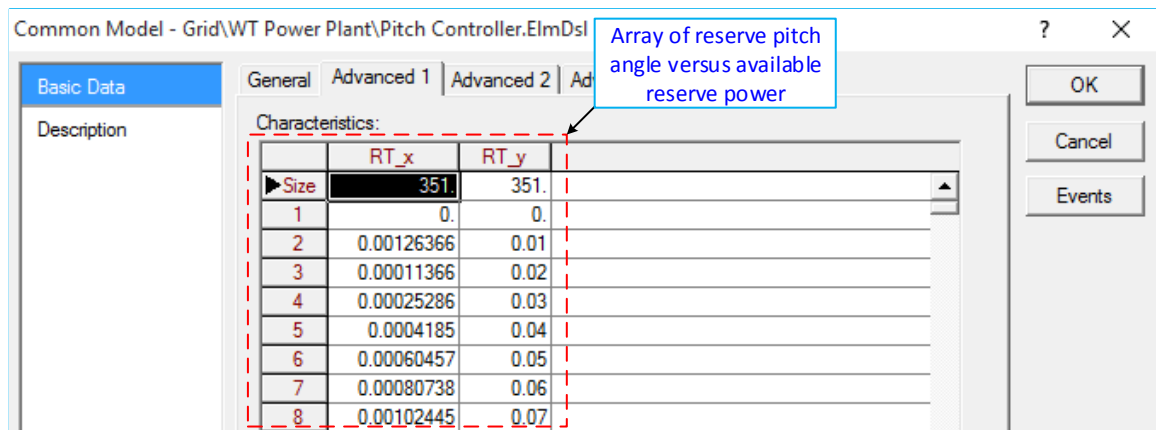 Common Model - Grid\WT Power Plant\Pitch Controller.ElmDsl
?
Array of reserve pitch
angle versus available
reserve power
Basic Data
Description
General Advanced 1 Advanced 2
Characteristics:
RT_x RT_y
Size 351. 351.
1 0. 0.
2 0.00126366 0.01
3 0.00011366 0.02
4 0.00025286 0.03
5 0.0004185 0.04
6 0.00060457 0.05
7 0.00080738 0.06
8 0.00102445 0.07
OK
Cancel
Events